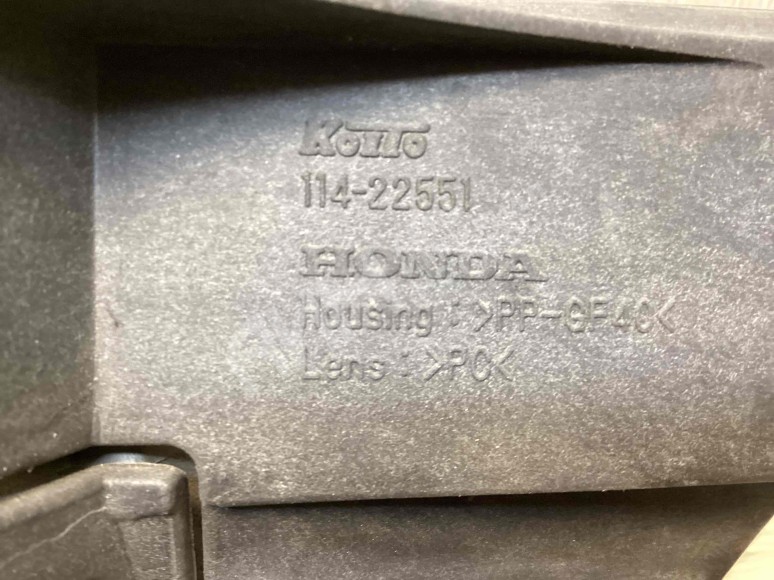 KOITO
114-22551
HONDA
Housing : >PP-GF40<
Lens : >PC<